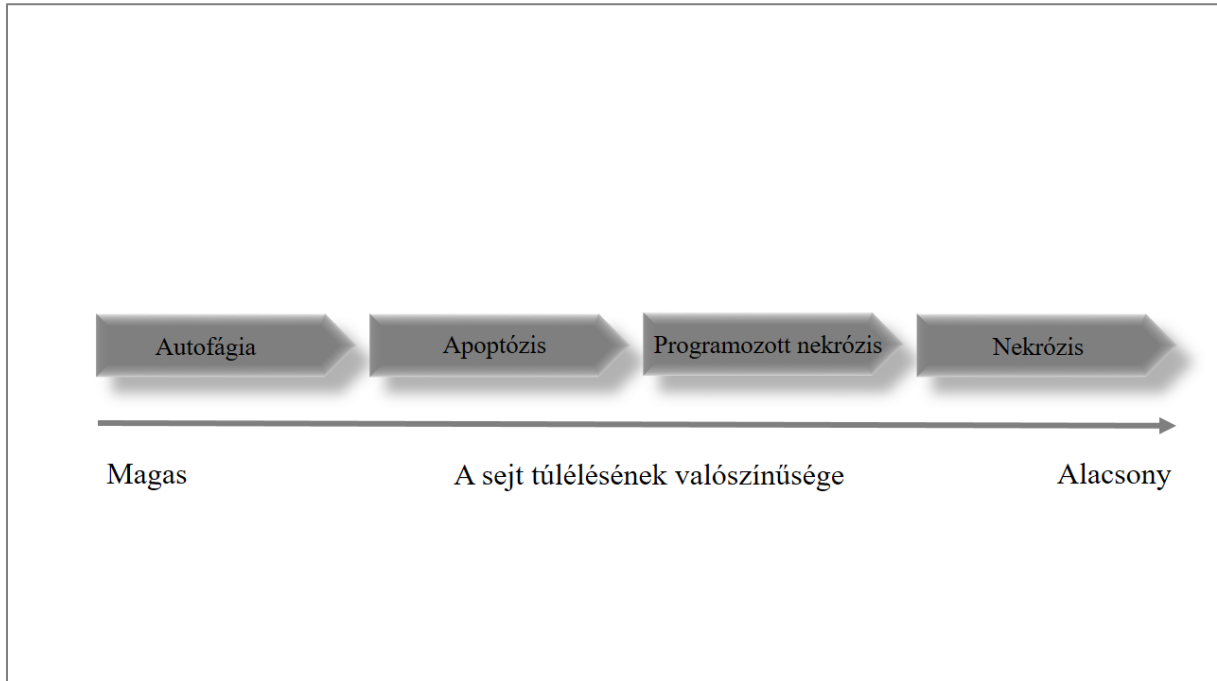 Autofágia
Apoptózis
Programozott nekrózis
Nekrózis
Magas
A sejt túlélésének valószínűsége
Alacsony